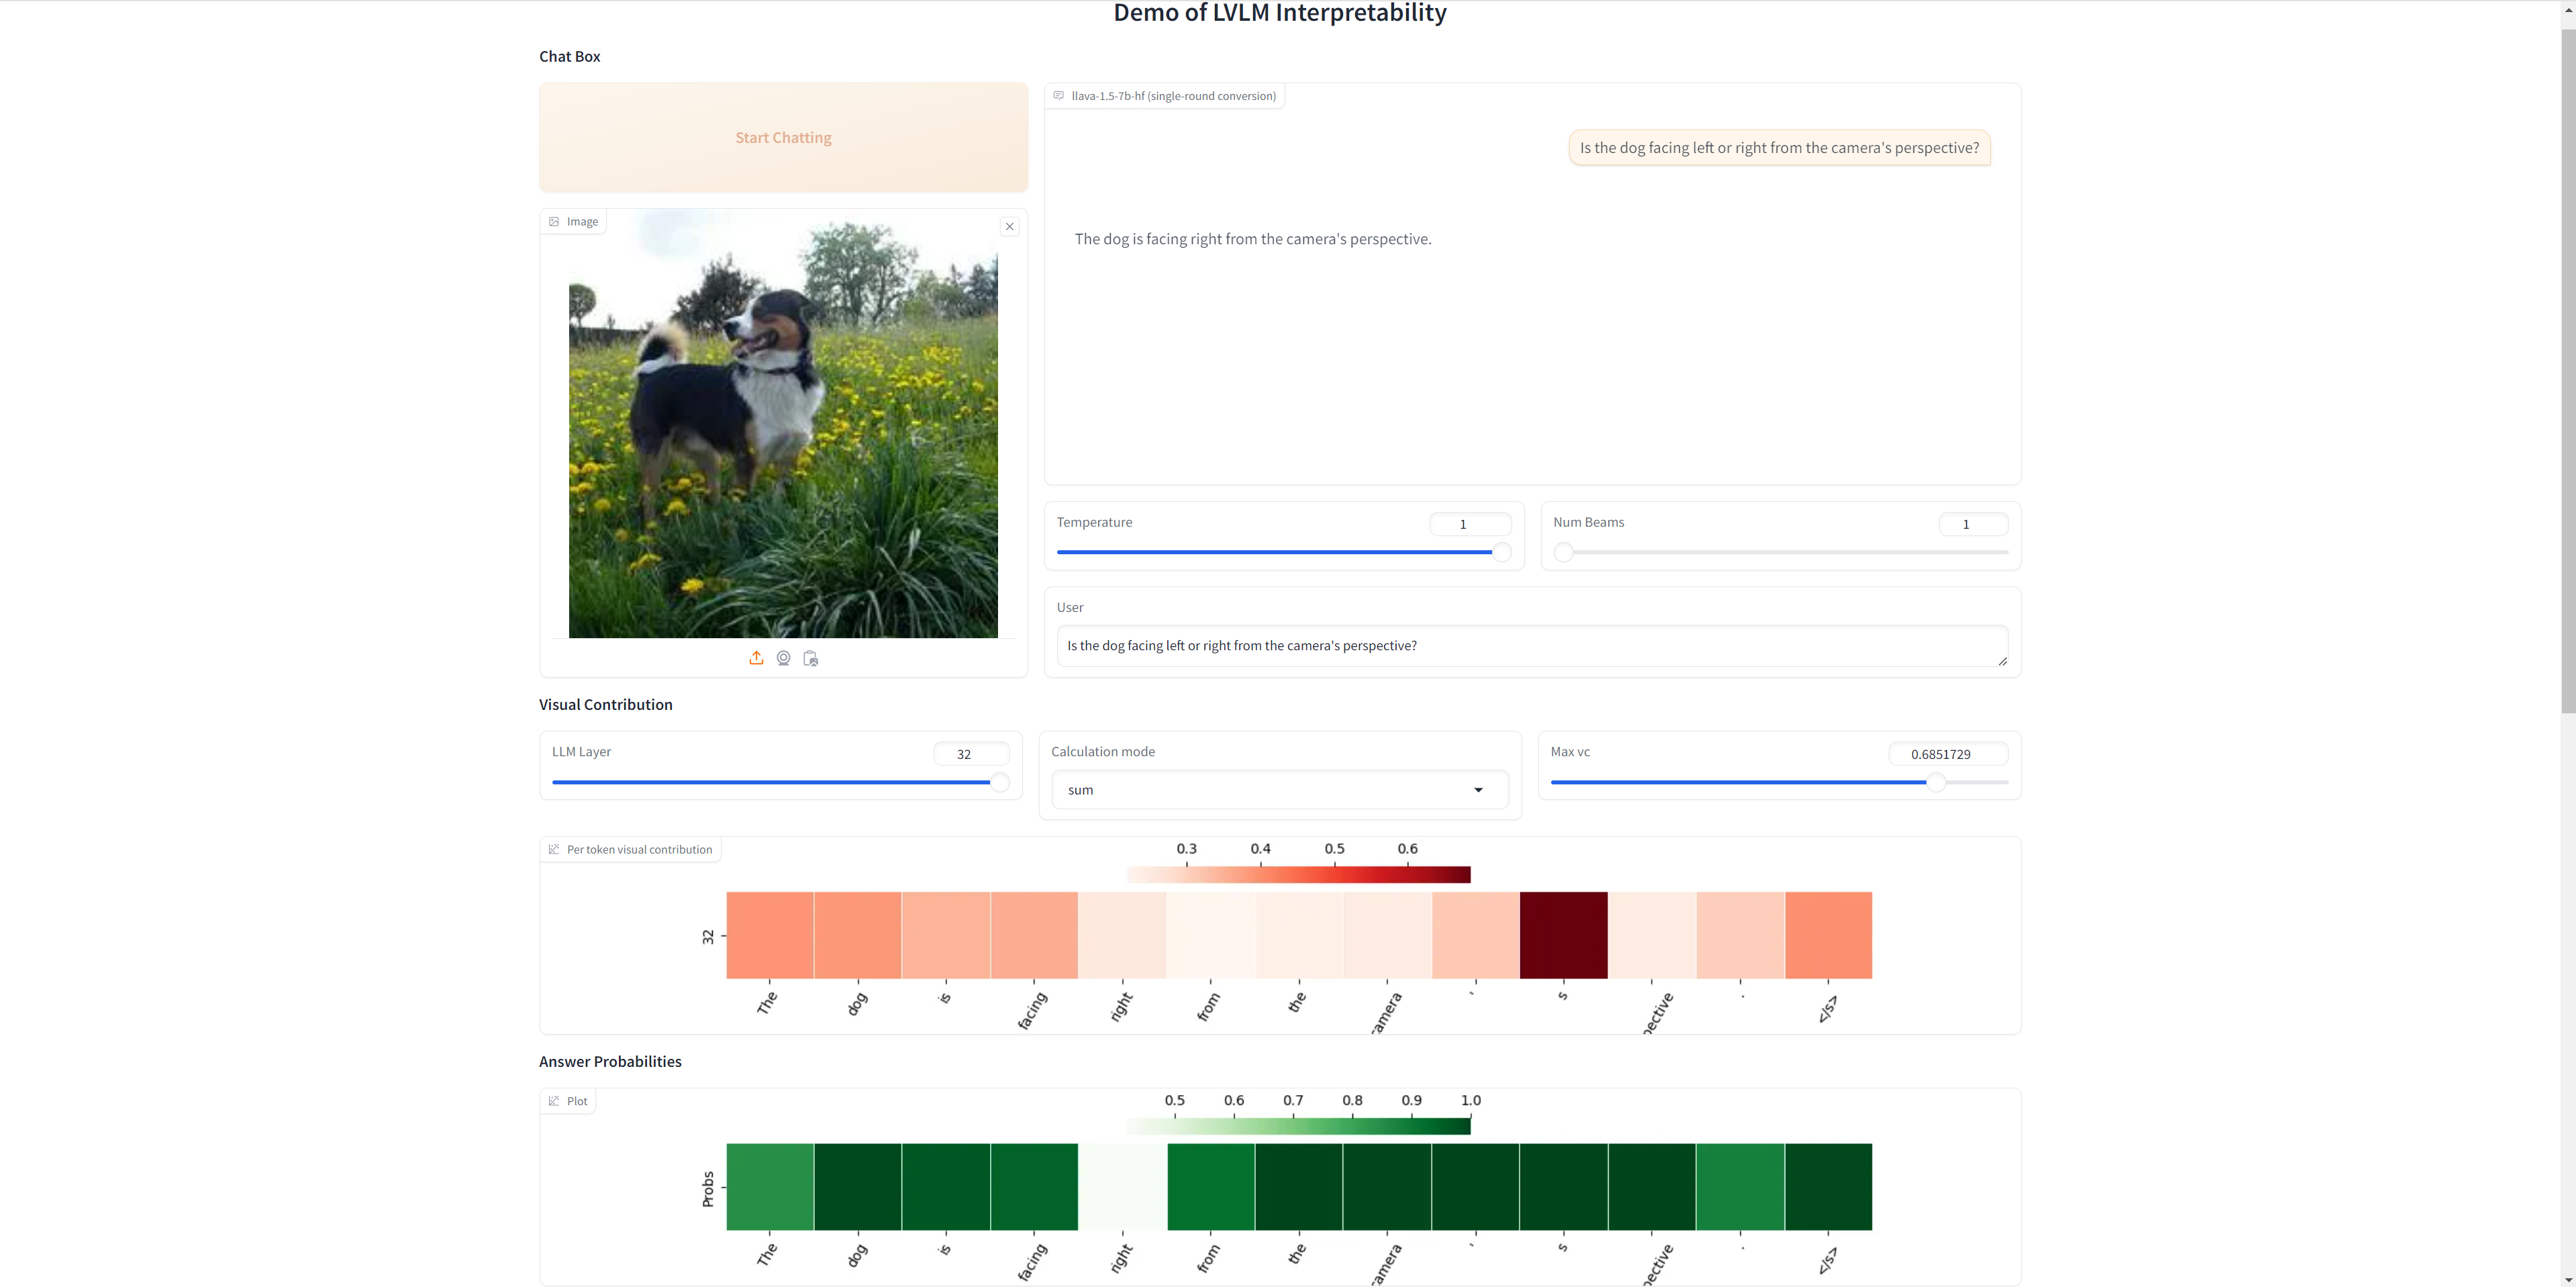 Demo of LVLM Interpretability
Chat Box
Start Chatting
Image
llava-1.5-7b-hf (single-round conversion)
Is the dog facing left or right from the camera's perspective?
The dog is facing right from the camera's perspective.
Temperature
1
Num Beams
1
User
Is the dog facing left or right from the camera's perspective?
Visual Contribution
LLM Layer
32
Calculation mode
sum
Max vc
0.6851729
Per token visual contribution
0.3 0.4 0.5 0.6
32
The dog is facing right from the amera ' s pective . </s>
Answer Probabilities
Plot
0.5 0.6 0.7 0.8 0.9 1.0
Probs
The dog is facing right from the amera ' s pective . </s>